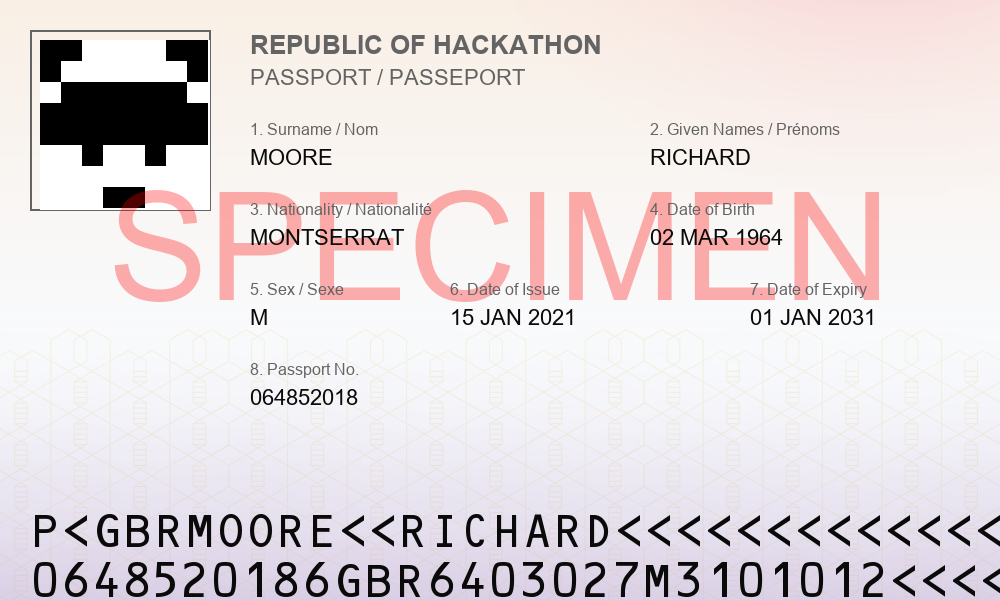 REPUBLIC OF HACKATHON
PASSPORT / PASSEPORT
1. Surname / Nom
MOORE
2. Given Names / Prénoms
RICHARD
3. Nationality / Nationalité
MONTSERRAT
4. Date of Birth
02 MAR 1964
SPECIMEN
5. Sex / Sexe
M
6. Date of Issue
15 JAN 2021
7. Date of Expiry
01 JAN 2031
8. Passport No.
064852018
P<GBRMOORE<<RICHARD<<<<<<<<<<<<<
0648520186GBR6403027M3101012<<<<